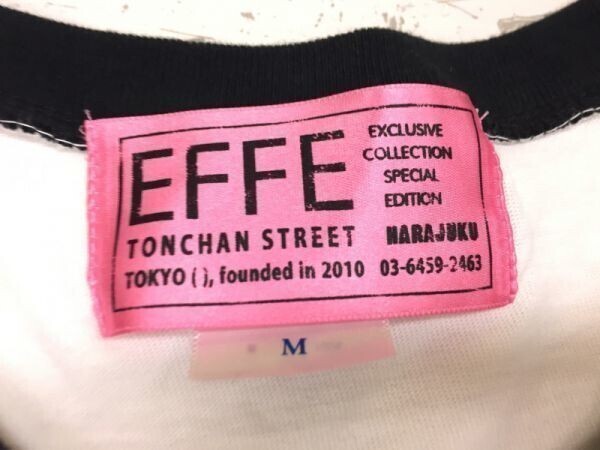 EFFE
EXCLUSIVE
COLLECTION
SPECIAL
EDITION
TONCHAN STREET HARAJUKU
TOKYO ( ), founded in 2010 03-6459-2463
M